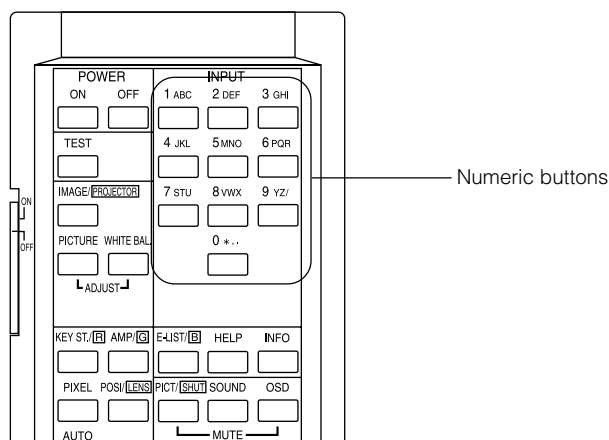 POWER INPUT
ON OFF 1 ABC 2 DEF 3 GHI
TEST 4 JKL 5 MNO 6 PQR
Numeric buttons
IMAGE/PROJECTOR 7 STU 8 VWX 9 YZ/
ON
OFF
PICTURE WHITE BAL. 0 *..
ADJUST
KEY ST./R AMP/G E-LIST/B HELP INFO
PIXEL POSI/LENS PICT/SHUT SOUND OSD
AUTO MUTE